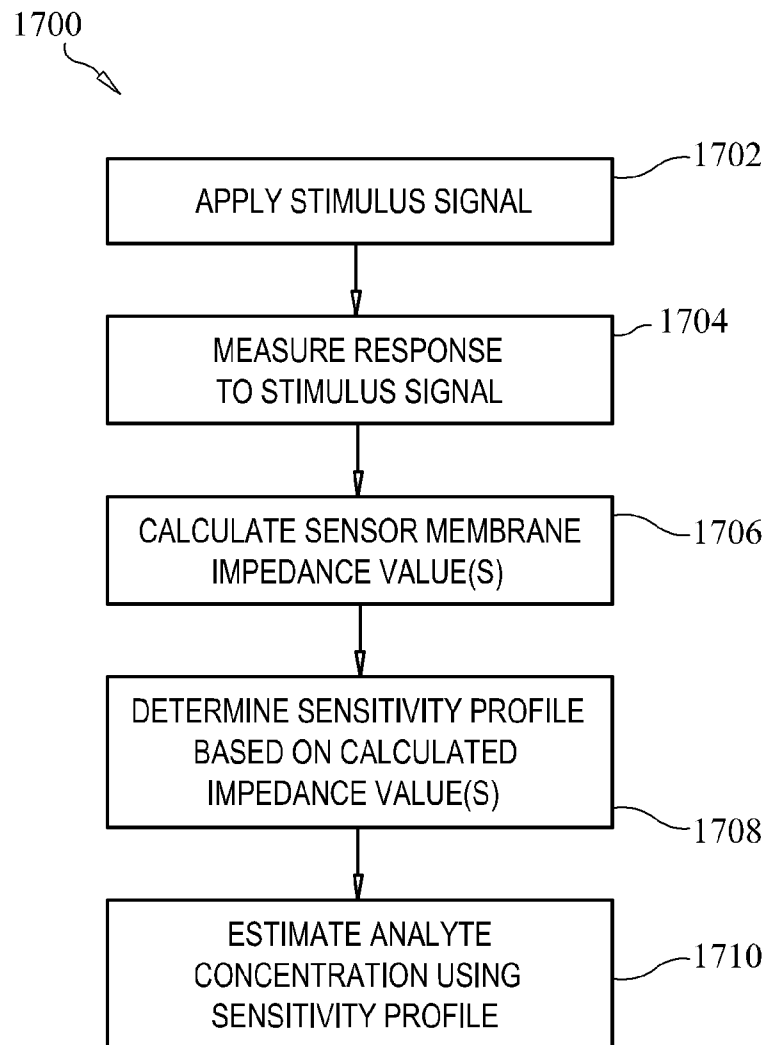 1700
1702
APPLY STIMULUS SIGNAL
1704
MEASURE RESPONSE
TO STIMULUS SIGNAL
CALCULATE SENSOR MEMBRANE
IMPEDANCE VALUE(S)
1706
DETERMINE SENSITIVITY PROFILE
BASED ON CALCULATED
IMPEDANCE VALUE(S)
1708
ESTIMATE ANALYTE
CONCENTRATION USING
SENSITIVITY PROFILE
1710